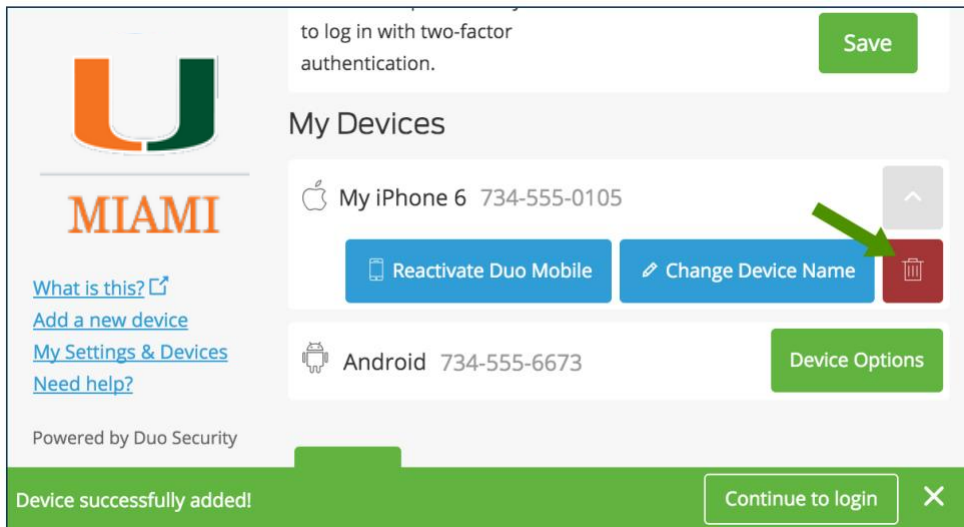 to log in with two-factor
authentication.
Save
My Devices
My iPhone 6 734-555-0105
Reactivate Duo Mobile
Change Device Name
Android 734-555-6673
Device Options
U
MIAMI
What is this?
Add a new device
My Settings & Devices
Need help?
Powered by Duo Security
Device successfully added!
Continue to login